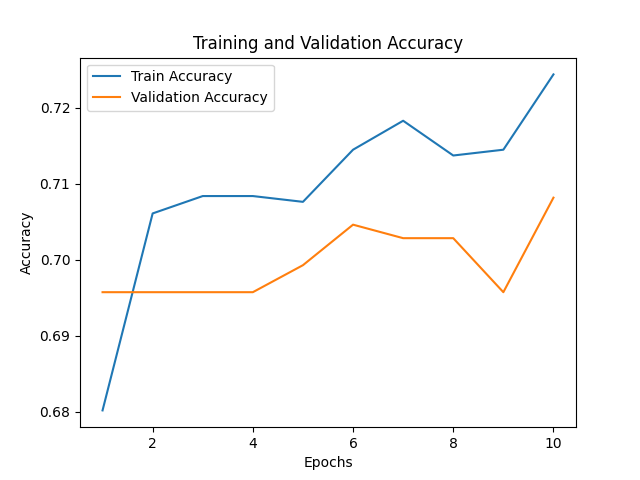 Training and Validation Accuracy
Train Accuracy
Validation Accuracy
0.72
0.71
0.70
0.69
0.68
Accuracy
2
4
6
8
10
Epochs